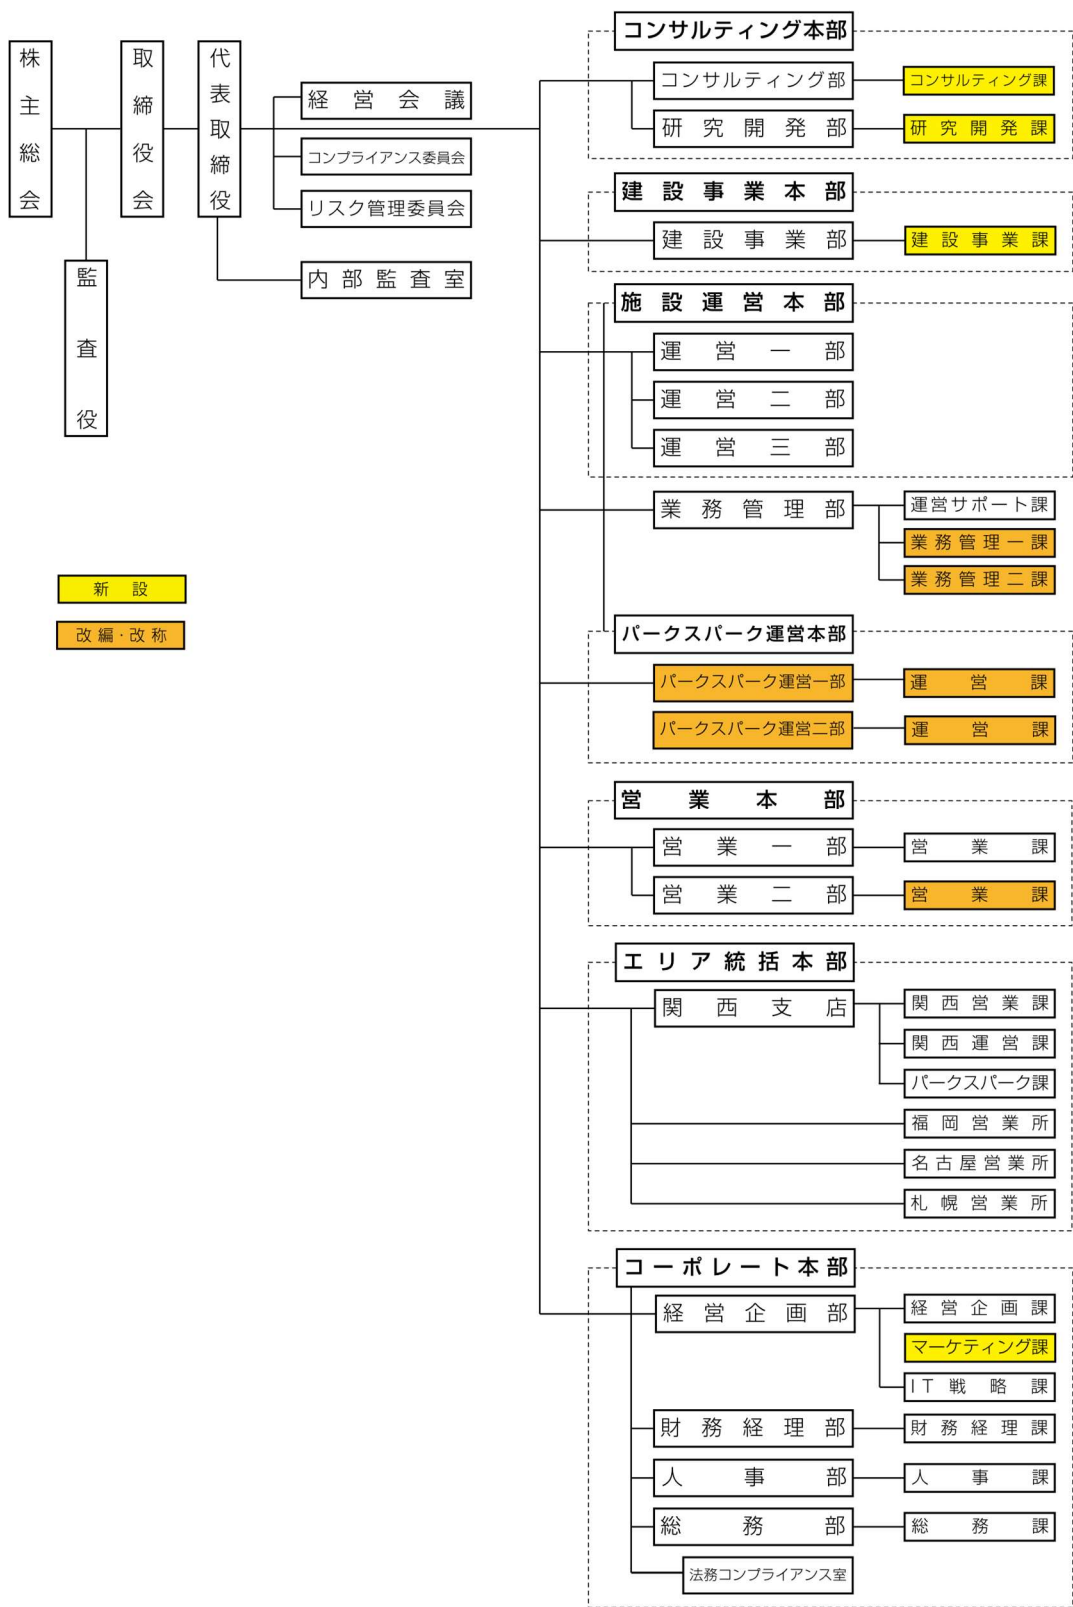 株主総会
取締役会
代表取締役
監査役
経営会議
コンプライアンス委員会
リスク管理委員会
内部監査室
新設
改編・改称
コンサルティング本部
コンサルティング部
コンサルティング課
研究開発部
研究開発課
建設事業本部
建設事業部
建設事業課
施設運営本部
運営一部
運営二部
運営三部
業務管理部
運営サポート課
業務管理一課
業務管理二課
パークスパーク運営本部
パークスパーク運営一部
運営課
パークスパーク運営二部
運営課
営業本部
営業一部
営業課
営業二部
営業課
エリア統括本部
関西支店
関西営業課
関西運営課
パークスパーク課
福岡営業所
名古屋営業所
札幌営業所
コーポレート本部
経営企画部
経営企画課
マーケティング課
IT戦略課
財務経理部
財務経理課
人事部
人事課
総務部
総務課
法務コンプライアンス室